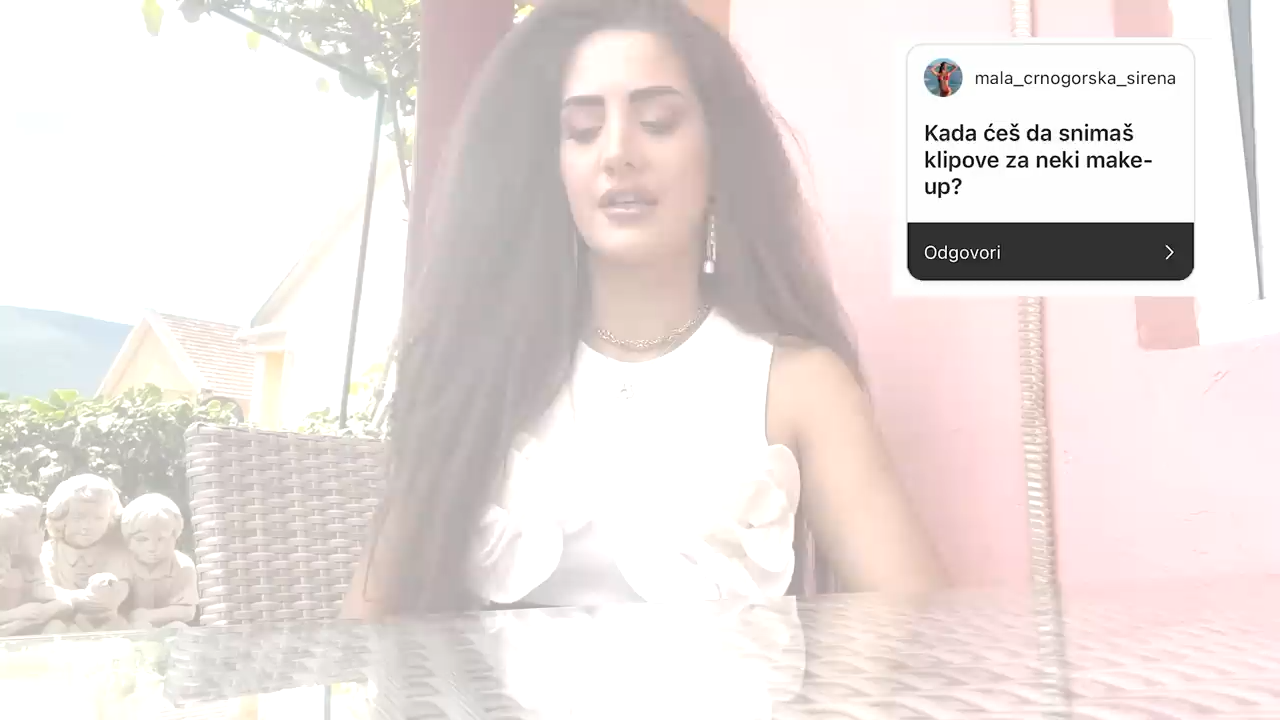 mala_crnogorska_sirena
Kada ćeš da snimaš
klipove za neki make-
up?
Odgovori